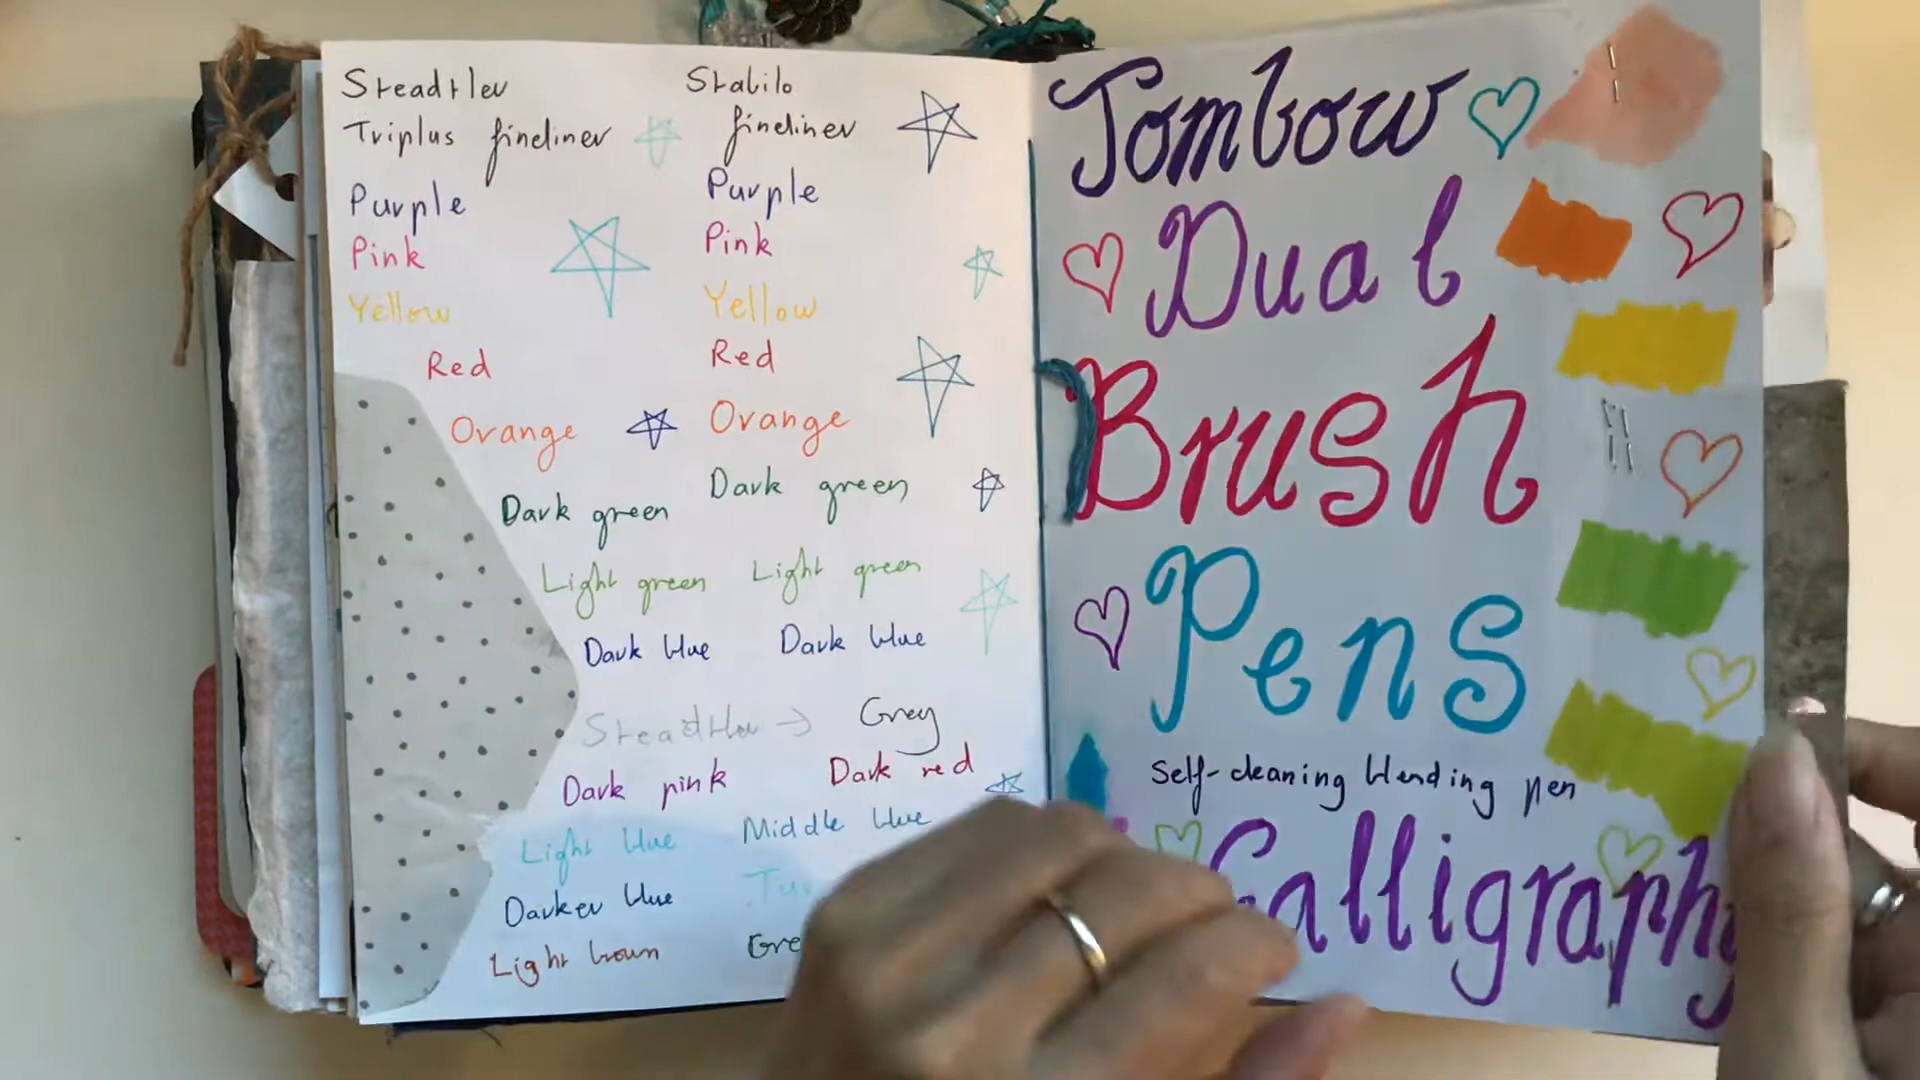 Steadtler
Triplus fineliner
Purple
Pink
Yellow
Red
Orange
Dark green
Light green
Dark blue
Steadtler → Grey
Dark pink
Light blue
Darker blue
Light brown
Stabilo
fineliner
Purple
Pink
Yellow
Red
Orange
Dark green
Light green
Dark blue
Dark red
Middle blue
Tombow
Dual
Brush
Pens
Self-cleaning blending pen
Calligraphy